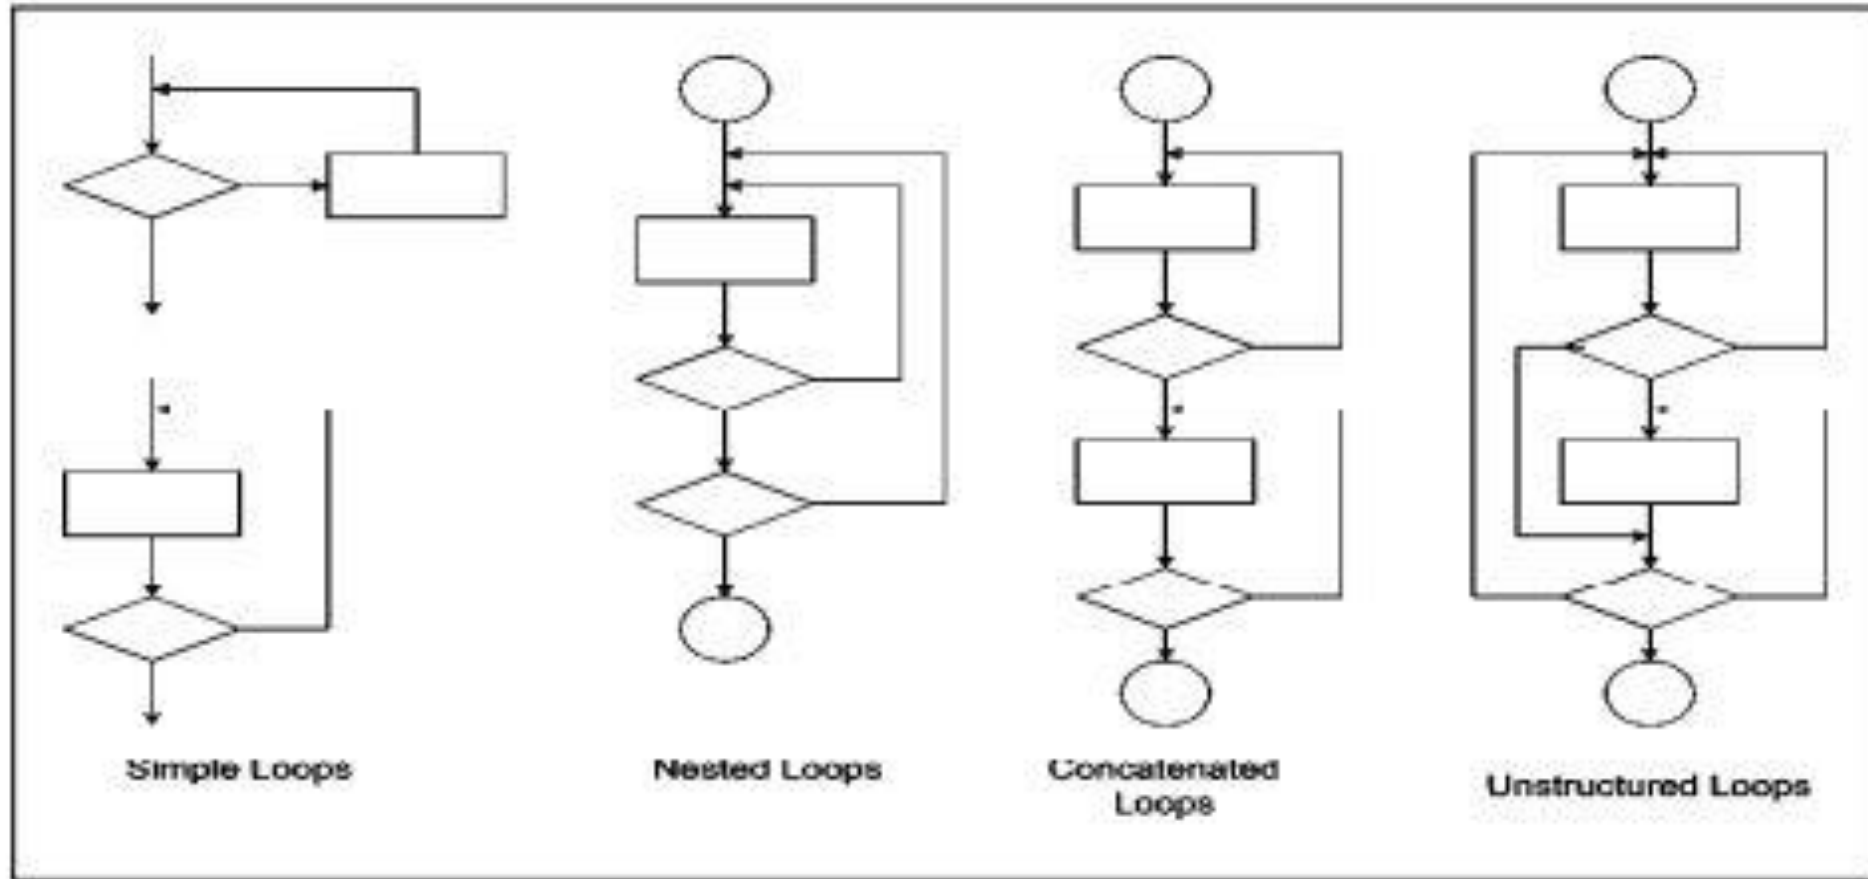 Simple Loops
Nested Loops
Concatenated
Loops
Unstructured Loops